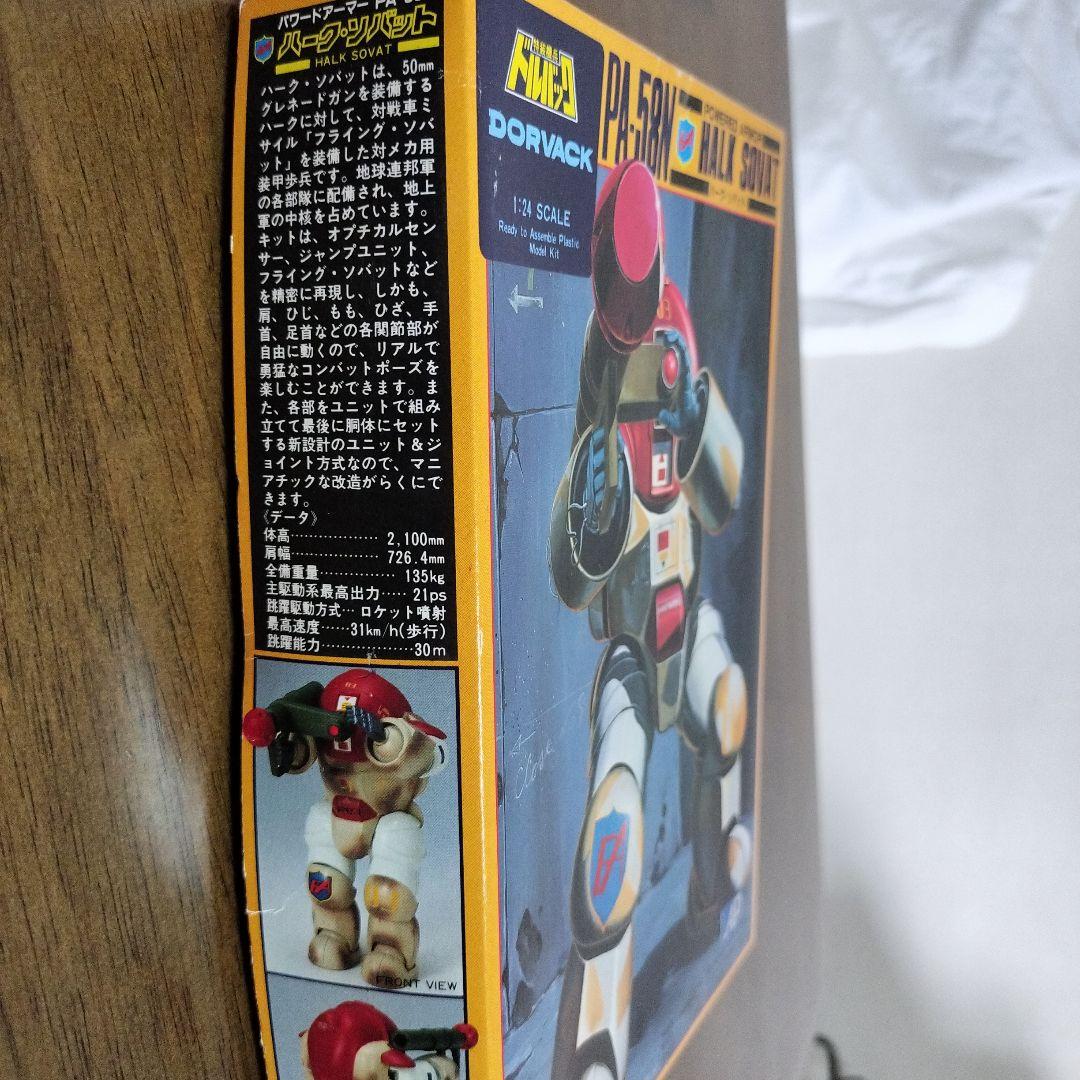 パワードアーマー PA
ハーク・ソバット
HALK SOVAT
ハーク・ソバットは、50mm
グレネードガンを装備する
ハークに対して、対戦車ミ
サイル「フライング・ソバ
ット」を装備した対メカ用
装甲歩兵です。地球連邦軍
の各部隊に配備され、地上
軍の中核を占めています。
キットは、オプチカルセン
サー、ジャンプユニット、
フライング・ソバットなど
を精密に再現し、しかも、
肩、ひじ、もも、ひざ、手
首、足首などの各関節部が
自由に動くので、リアルで
勇猛なコンバットポーズを
楽しむことができます。ま
た、各部をユニットで組み
立てて最後に胴体にセット
する新設計のユニット＆ジ
ョイント方式なので、マニ
アチックな改造がらくにで
きます。
《データ》
体高……………… 2,100mm
肩幅……………… 726.4mm
全備重量…………… 135kg
主駆動系最高出力…… 21ps
跳躍駆動方式… ロケット噴射
最高速度……31km/h(歩行)
跳躍能力………………30m
FRONT VIEW
特装機兵
ドルバック
DORVACK
1:24 SCALE
Ready to Assemble Plastic
Model Kit
PA-58N
POWERED ARMOR
HALK SOVAT
ハーク・ソバット
Close
FA